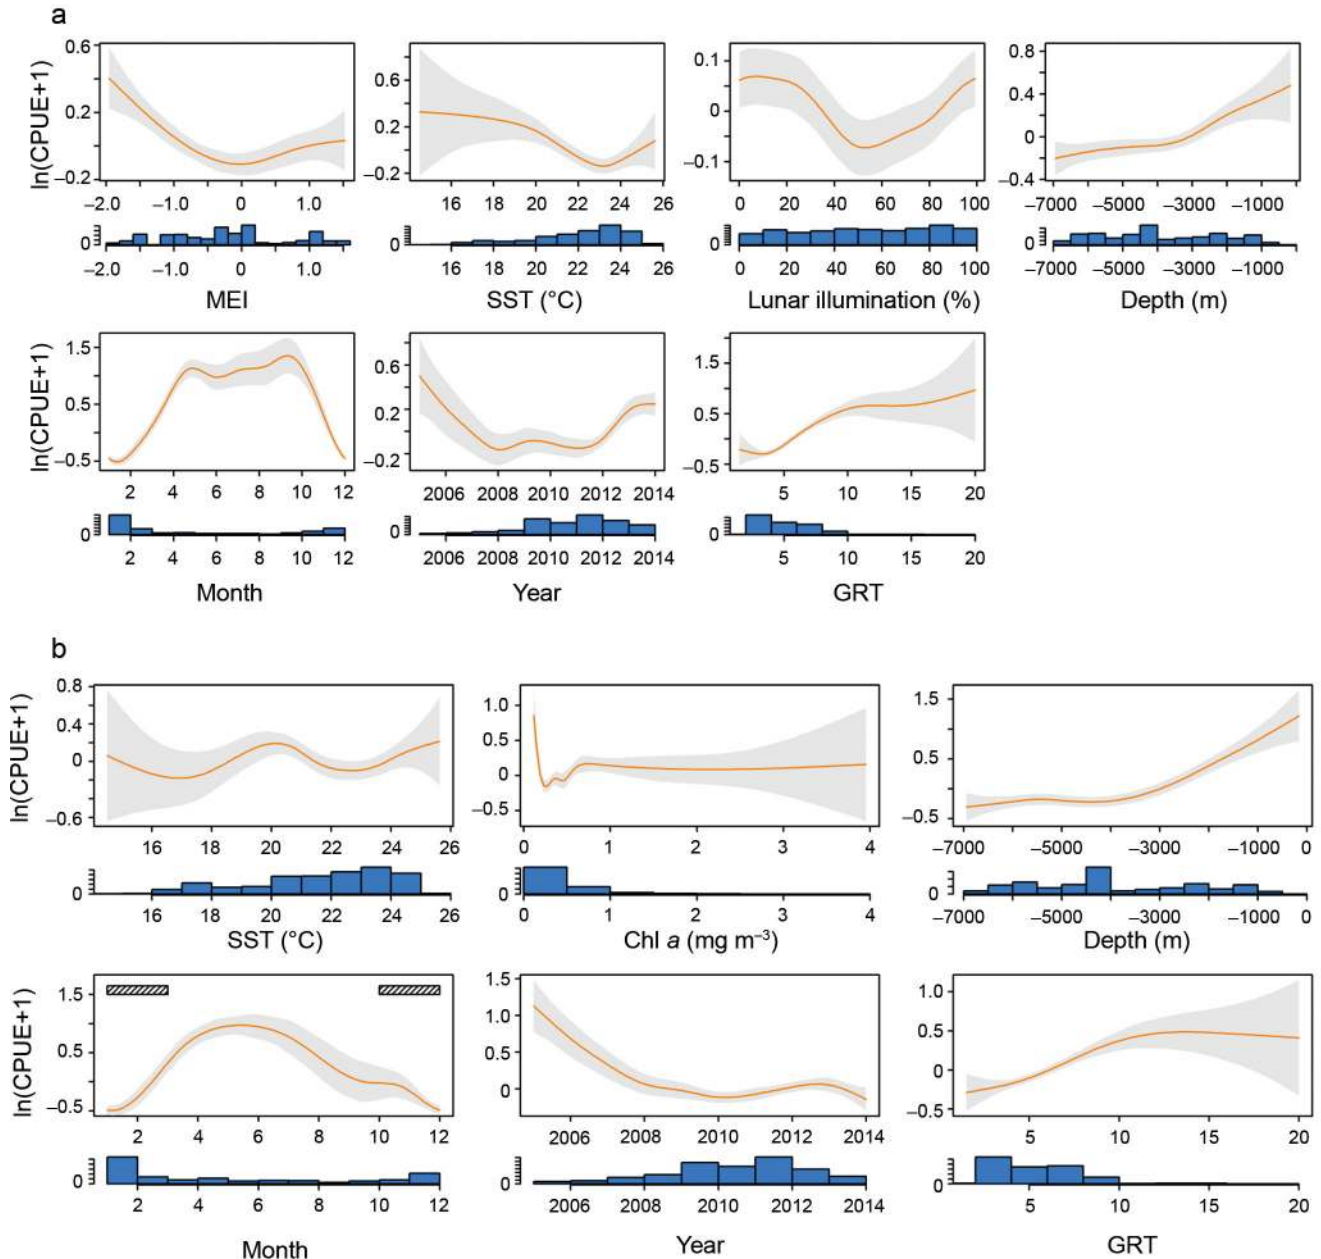 a
ln(CPUE+1)
0.6
0.2
–0.2
–2.0 –1.0 0 1.0
0
–2.0 –1.0 0 1.0
MEI
0.6
0.2
–0.2
16 18 20 22 24 26
0
16 18 20 22 24 26
SST (°C)
0.1
0
–0.1
0 20 40 60 80 100
0
0 20 40 60 80 100
Lunar illumination (%)
0.8
0.4
0
–0.4
–7000 –5000 –3000 –1000
0
–7000 –5000 –3000 –1000
Depth (m)
ln(CPUE+1)
1.5
0.5
–0.5
2 4 6 8 10 12
0
2 4 6 8 10 12
Month
0.6
0.2
–0.2
2006 2008 2010 2012 2014
0
2006 2008 2010 2012 2014
Year
1.5
0.5
–0.5
5 10 15 20
0
5 10 15 20
GRT
b
ln(CPUE+1)
0.8
0.4
0
–0.6
16 18 20 22 24 26
0
16 18 20 22 24 26
SST (°C)
1.0
0.5
0
–0.5
0 1 2 3 4
0
0 1 2 3 4
Chl a (mg m⁻³)
1.5
0.5
–0.5
–7000 –5000 –3000 –1000 0
0
–7000 –5000 –3000 –1000 0
Depth (m)
ln(CPUE+1)
1.5
0.5
–0.5
2 4 6 8 10 12
0
2 4 6 8 10 12
Month
1.5
1.0
0.5
0
2006 2008 2010 2012 2014
0
2006 2008 2010 2012 2014
Year
1.0
0.5
0
–0.5
5 10 15 20
0
5 10 15 20
GRT